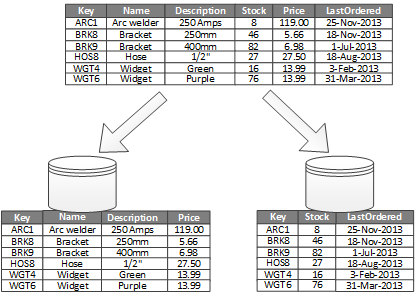 Key Name Description Stock Price LastOrdered
ARC1 Arc welder 250 Amps 8 119.00 25-Nov-2013
BRK8 Bracket 250mm 46 5.66 18-Nov-2013
BRK9 Bracket 400mm 82 6.98 1-Jul-2013
HOS8 Hose 1/2" 27 27.50 18-Aug-2013
WGT4 Widget Green 16 13.99 3-Feb-2013
WGT6 Widget Purple 76 13.99 31-Mar-2013
Key Name Description Price
ARC1 Arc welder 250 Amps 119.00
BRK8 Bracket 250mm 5.66
BRK9 Bracket 400mm 6.98
HOS8 Hose 1/2" 27.50
WGT4 Widget Green 13.99
WGT6 Widget Purple 13.99
Key Stock LastOrdered
ARC1 8 25-Nov-2013
BRK8 46 18-Nov-2013
BRK9 82 1-Jul-2013
HOS8 27 18-Aug-2013
WGT4 16 3-Feb-2013
WGT6 76 31-Mar-2013